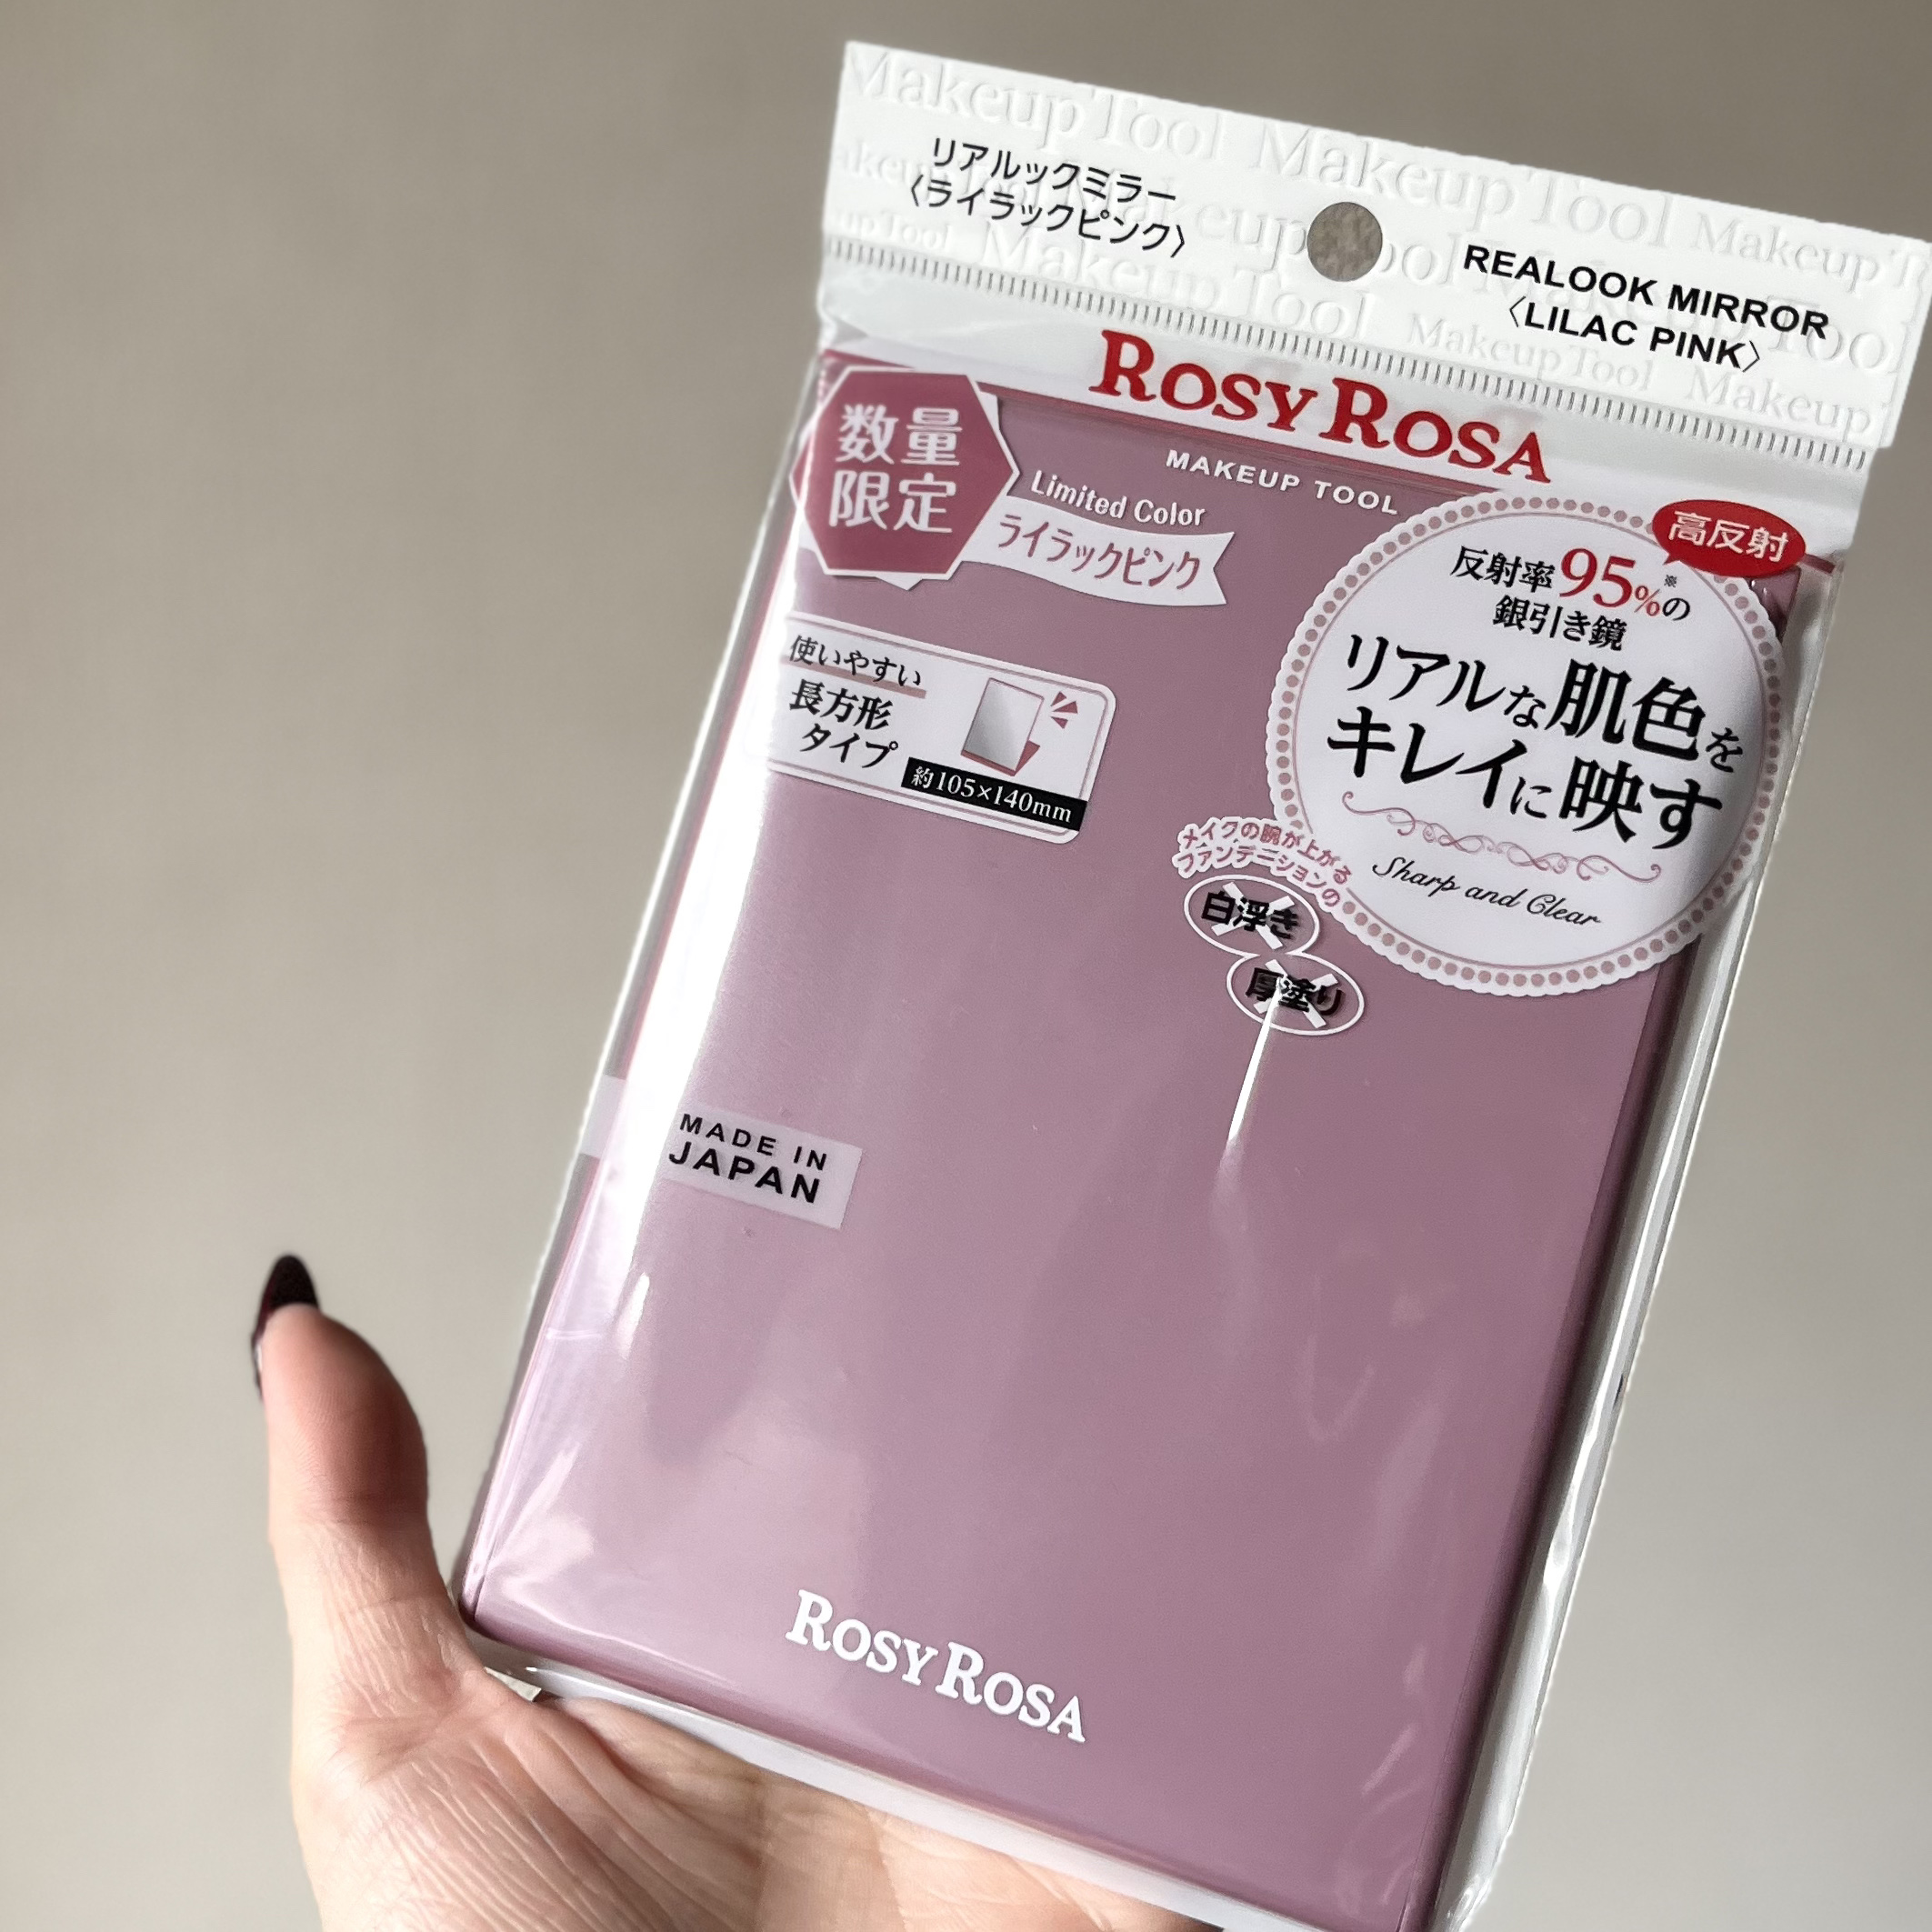 リアルックミラー
〈ライラックピンク〉
REALOOK MIRROR
〈LILAC PINK〉
ROSY ROSA
MAKEUP TOOL
数量
限定
Limited Color
ライラックピンク
高反射
反射率95%※の
銀引き鏡
リアルな肌色を
キレイに映す
Sharp and Clear
使いやすい
長方形
タイプ
約105×140mm
メイクの腕が上がる
ファンデーションの
白浮き
厚塗り
MADE IN
JAPAN
ROSY ROSA
Makeup Tool Makeup Tool Makeup
Makeup Tool
Makeup Tool
Makeup